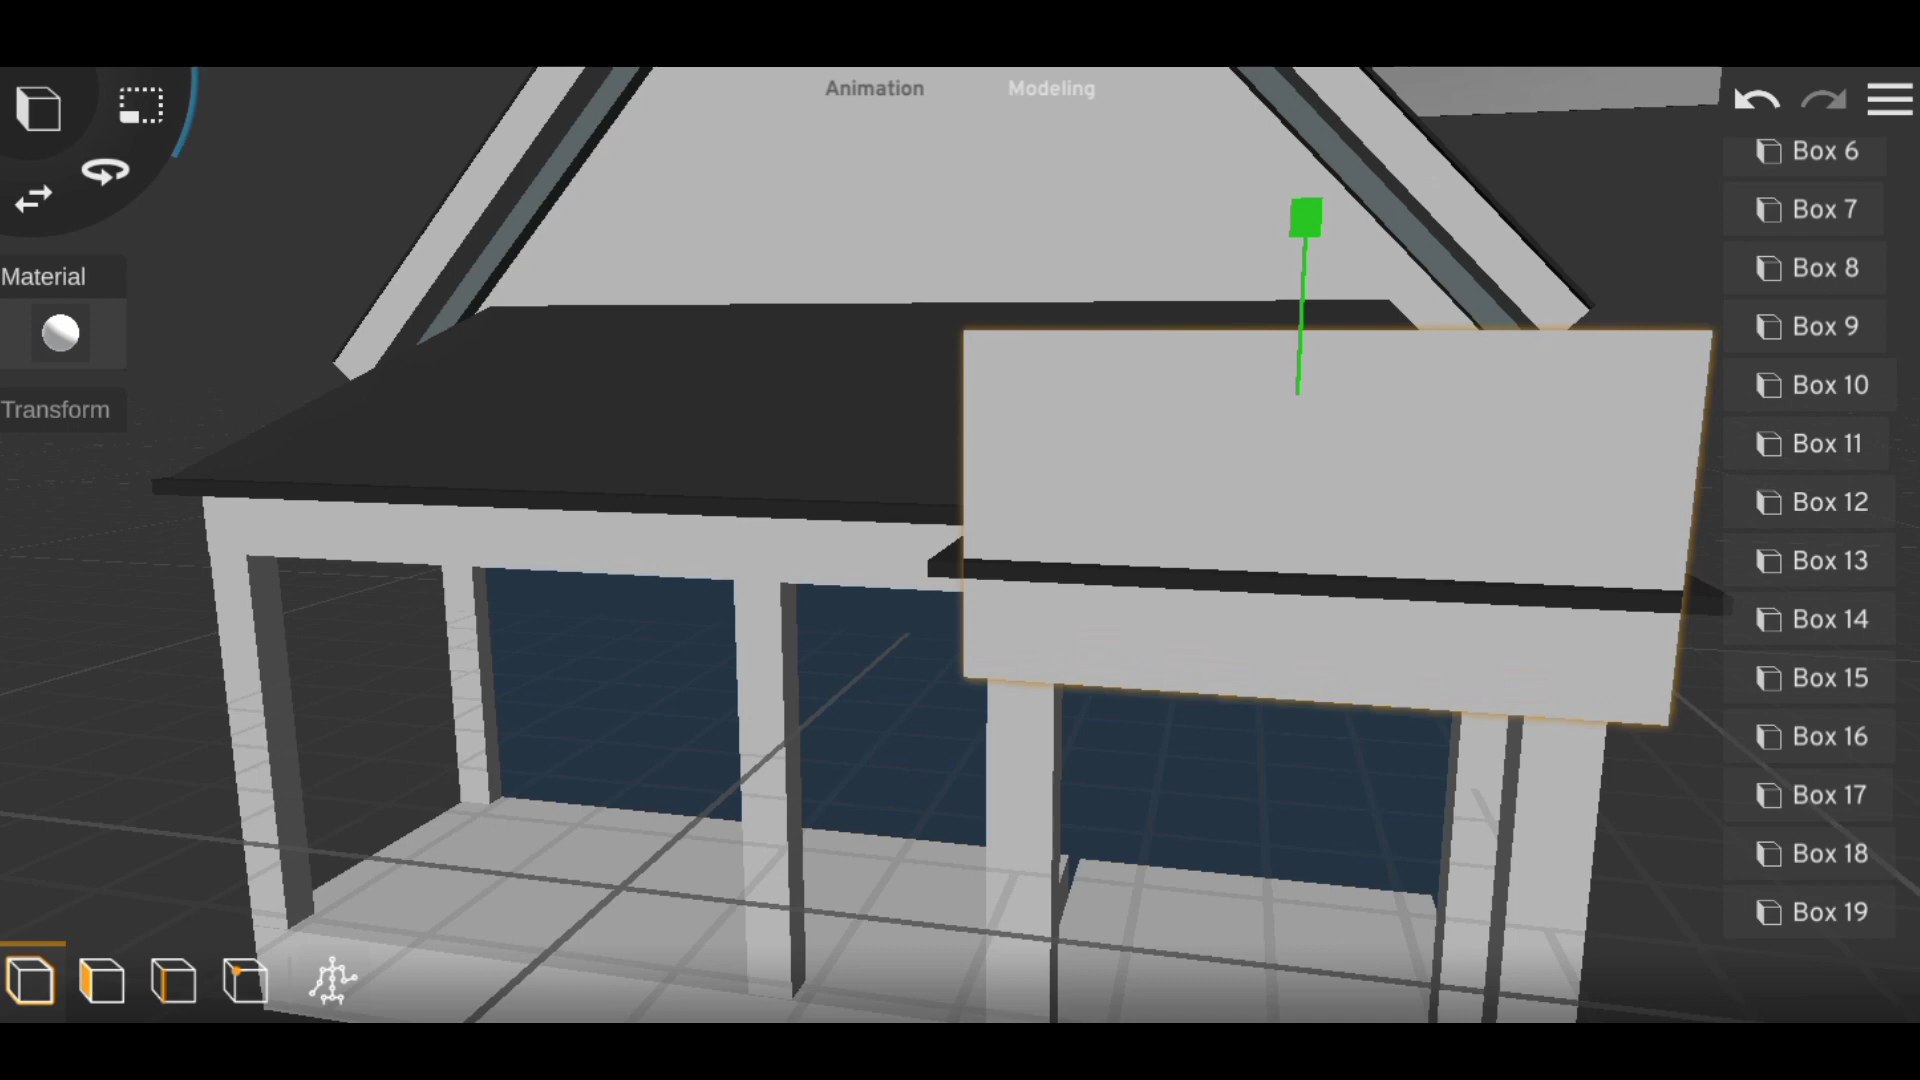 Animation
Modeling
Material
Transform
Box 6
Box 7
Box 8
Box 9
Box 10
Box 11
Box 12
Box 13
Box 14
Box 15
Box 16
Box 17
Box 18
Box 19